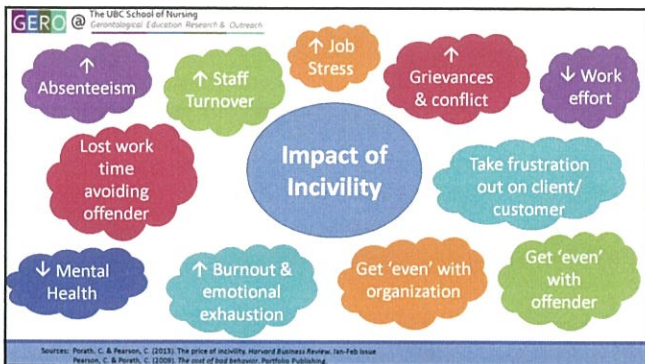 GERO @ The UBC School of Nursing
Gerontological Education Research & Outreach
↑
Absenteeism
↑ Staff
Turnover
↑ Job
Stress
↑
Grievances
& conflict
↓ Work
effort
Lost work
time
avoiding
offender
Impact of
Incivility
Take frustration
out on client/
customer
↓ Mental
Health
↑ Burnout &
emotional
exhaustion
Get 'even' with
organization
Get 'even'
with
offender
Sources: Porath, C. & Pearson, C. (2013). The price of incivility. Harvard Business Review. Jan-Feb Issue
Pearson, C. & Porath, C. (2009). The cost of bad behavior. Portfolio Publishing.